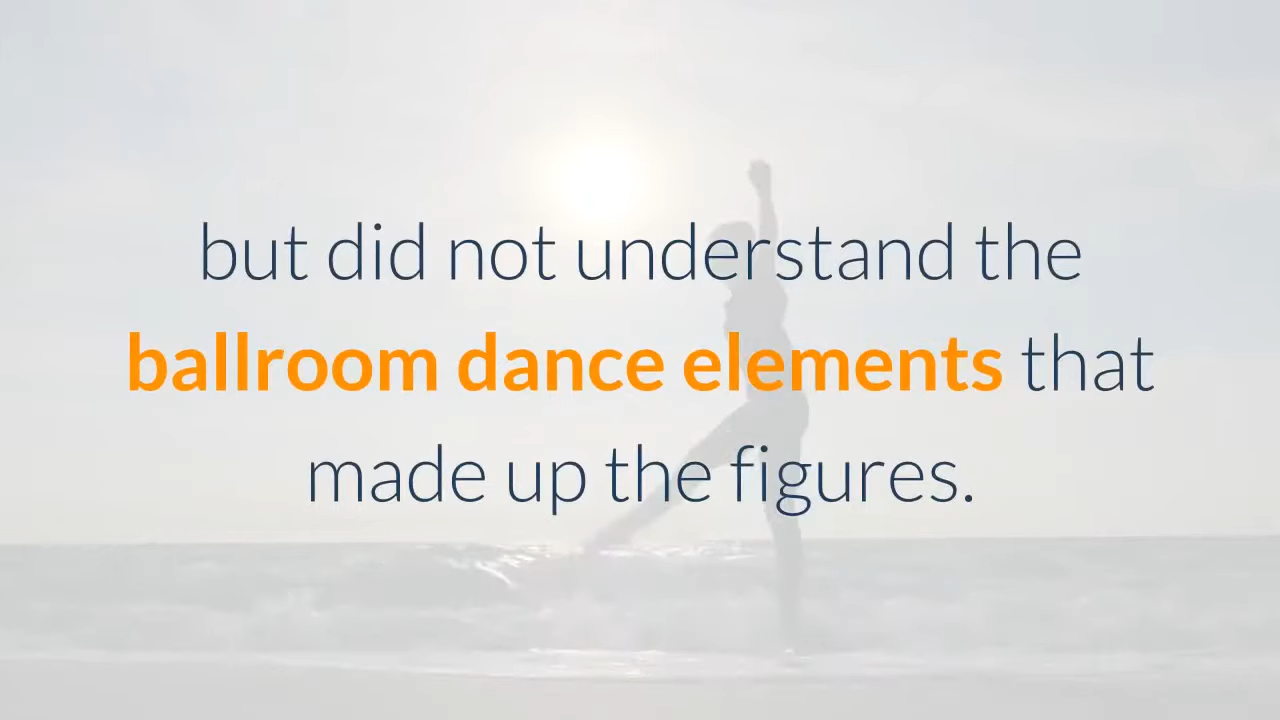 but did not understand the
ballroom dance elements that
made up the figures.